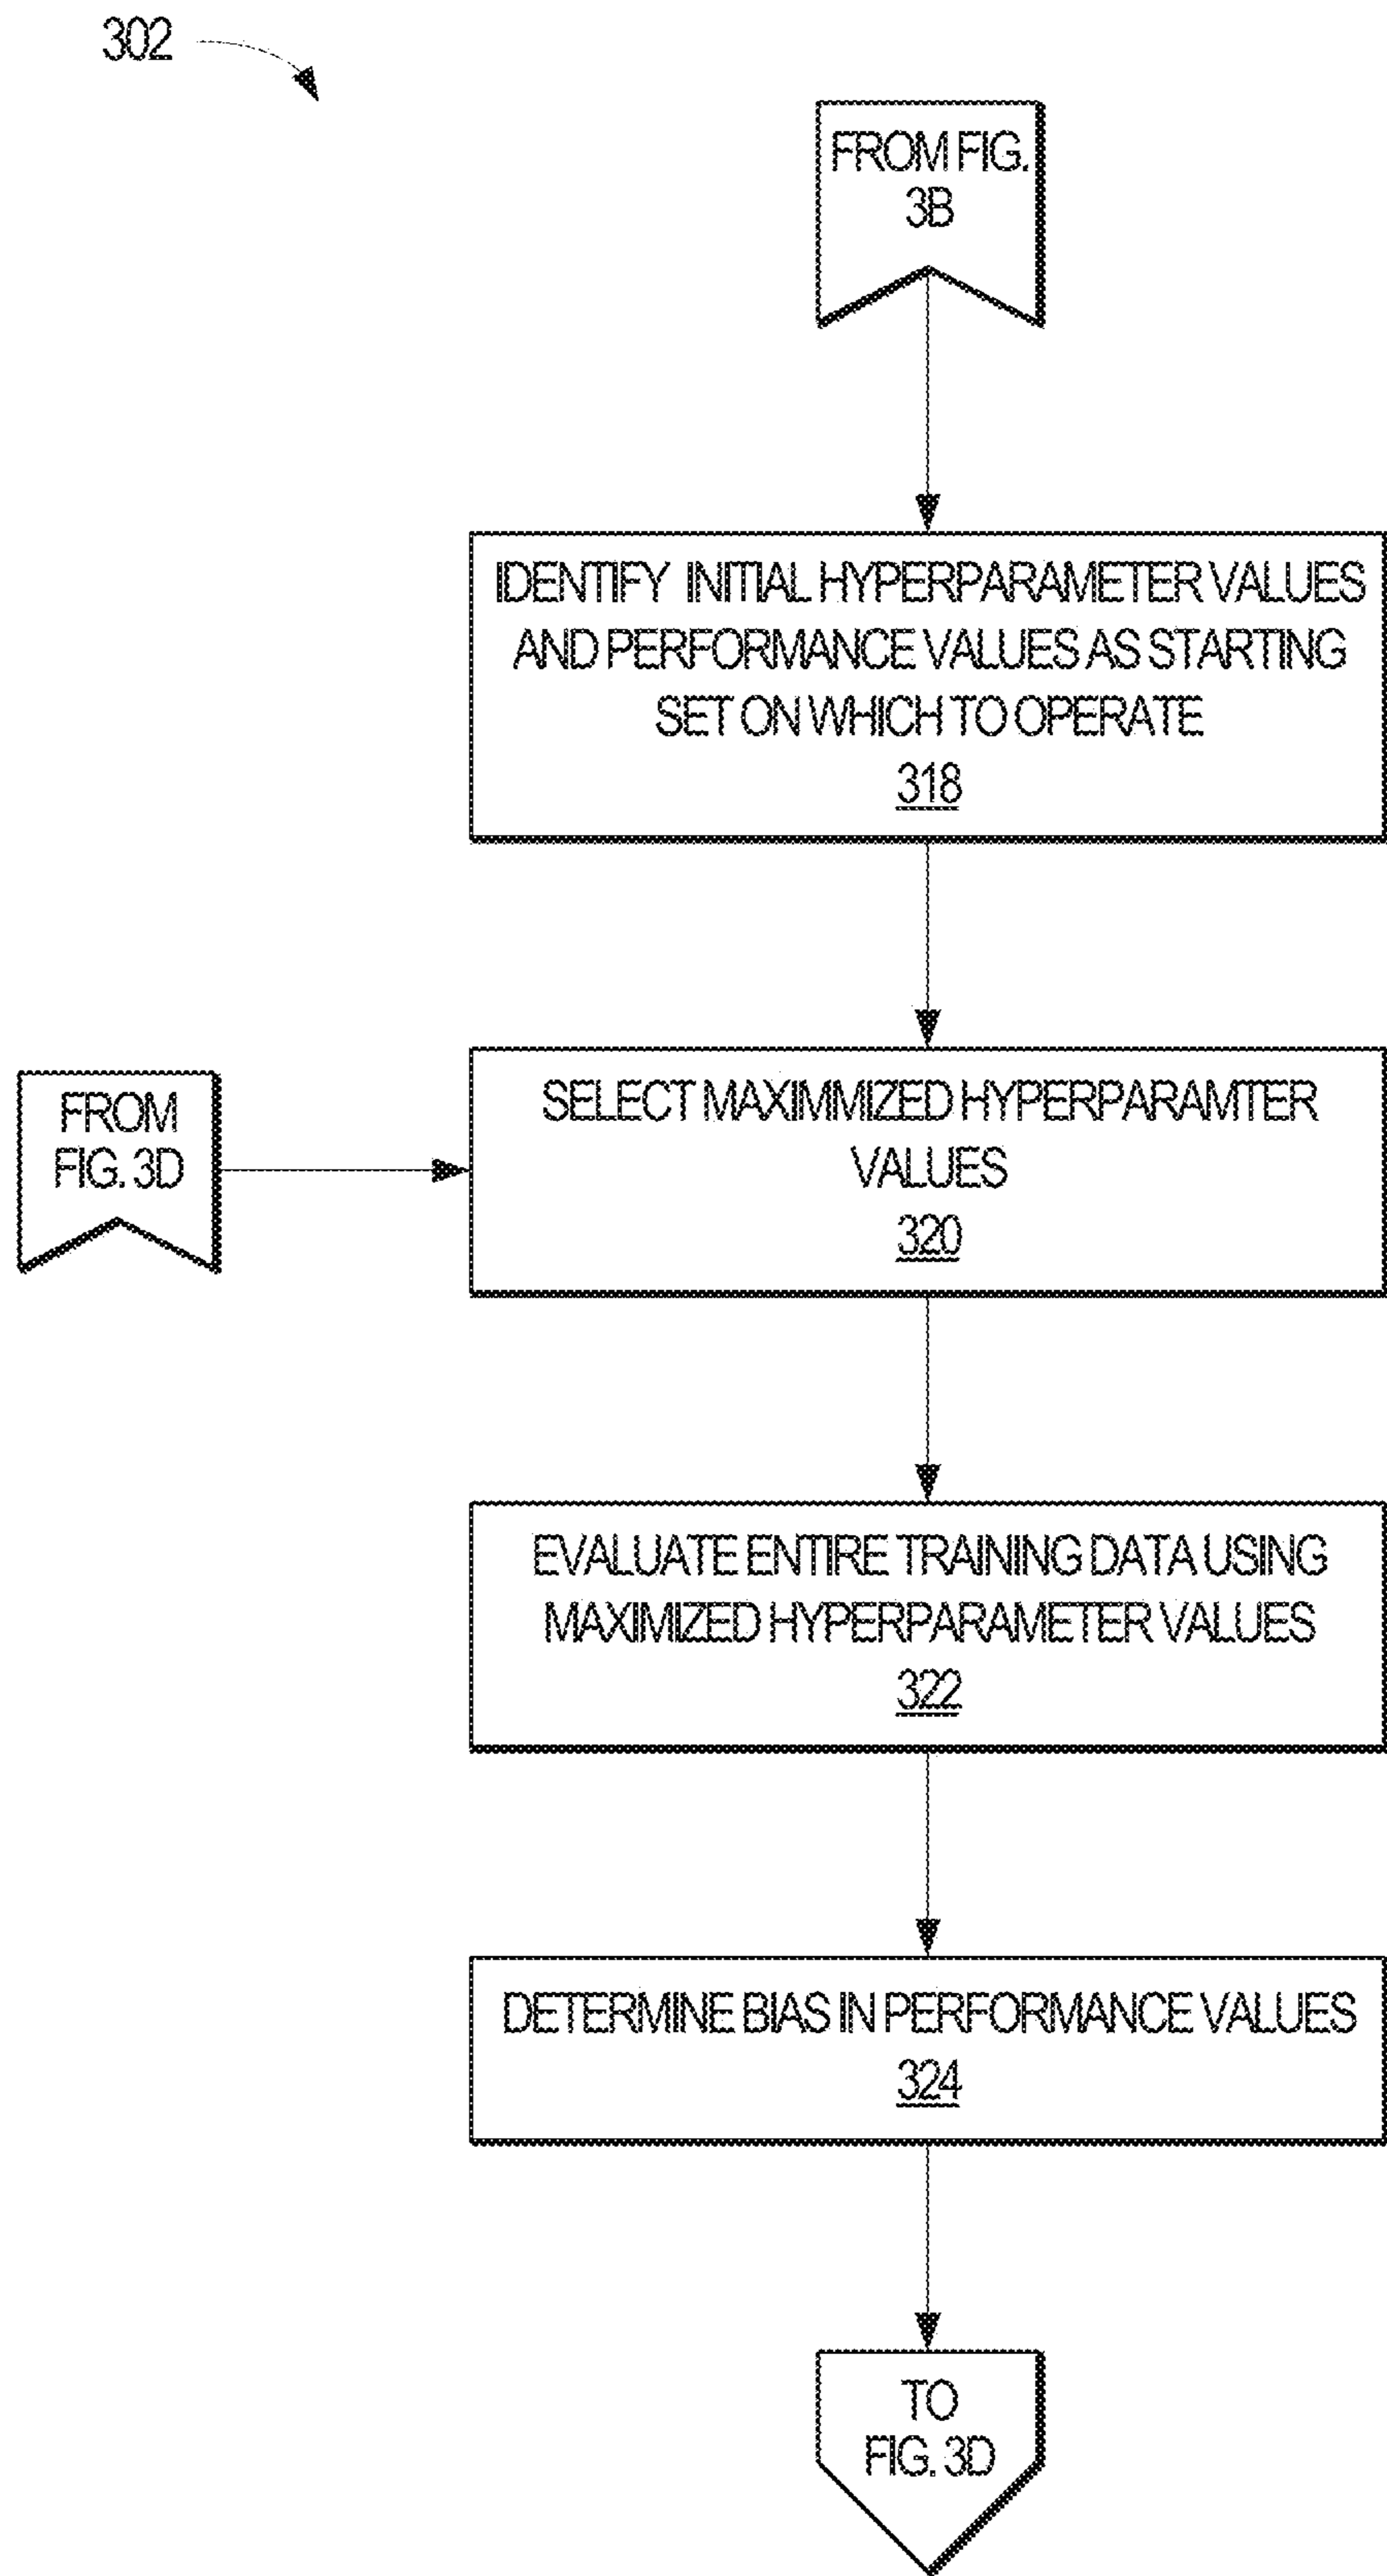 302
FROM FIG.
3B
IDENTIFY INITIAL HYPERPARAMETER VALUES
AND PERFORMANCE VALUES AS STARTING
SET ON WHICH TO OPERATE
318
FROM
FIG. 3D
SELECT MAXIMMIZED HYPERPARAMTER
VALUES
320
EVALUATE ENTIRE TRAINING DATA USING
MAXIMIZED HYPERPARAMETER VALUES
322
DETERMINE BIAS IN PERFORMANCE VALUES
324
TO
FIG. 3D